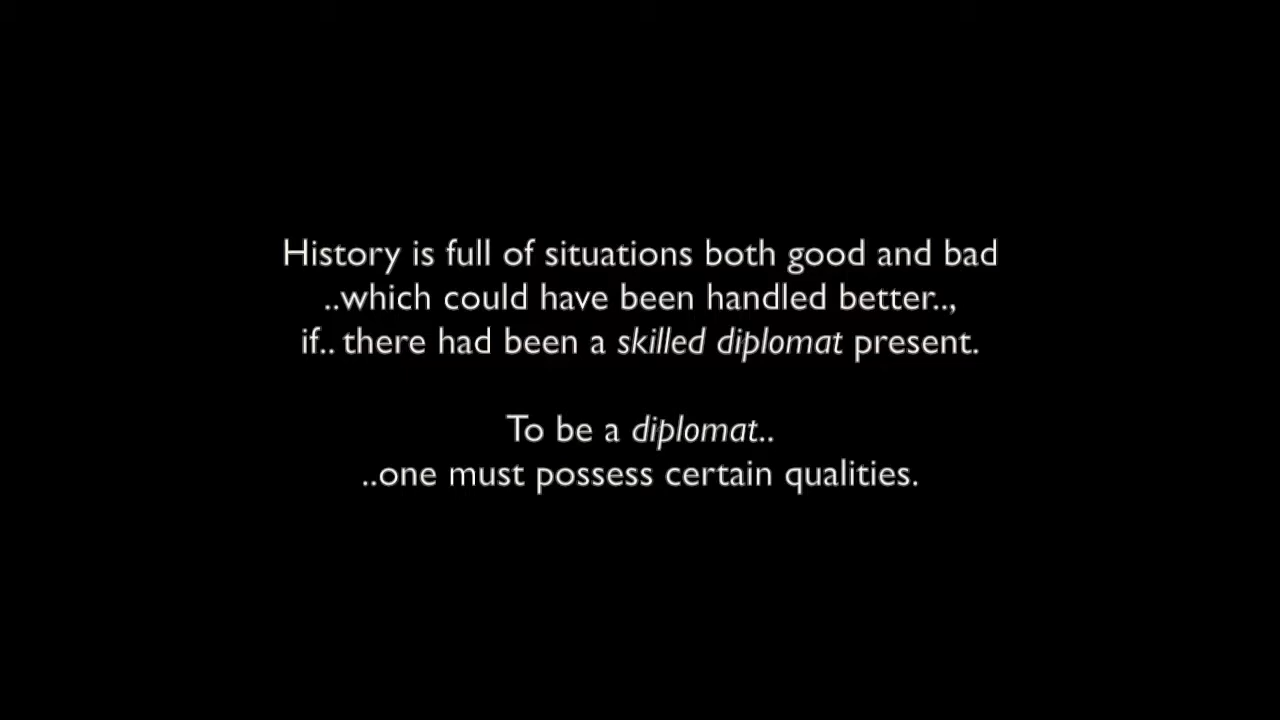 History is full of situations both good and bad
..which could have been handled better..,
if.. there had been a skilled diplomat present.
To be a diplomat..
..one must possess certain qualities.